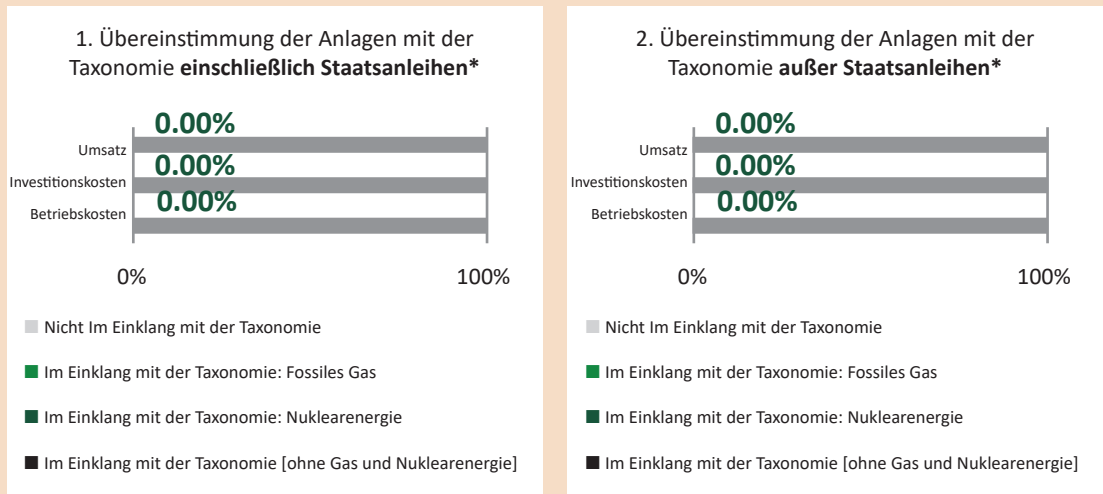 1. Übereinstimmung der Anlagen mit der
Taxonomie einschließlich Staatsanleihen*
0.00%
Umsatz
0.00%
Investitionskosten
0.00%
Betriebskosten
0%
100%
Nicht Im Einklang mit der Taxonomie
Im Einklang mit der Taxonomie: Fossiles Gas
Im Einklang mit der Taxonomie: Nuklearenergie
Im Einklang mit der Taxonomie [ohne Gas und Nuklearenergie]
2. Übereinstimmung der Anlagen mit der
Taxonomie außer Staatsanleihen*
0.00%
Umsatz
0.00%
Investitionskosten
0.00%
Betriebskosten
0%
100%
Nicht Im Einklang mit der Taxonomie
Im Einklang mit der Taxonomie: Fossiles Gas
Im Einklang mit der Taxonomie: Nuklearenergie
Im Einklang mit der Taxonomie [ohne Gas und Nuklearenergie]